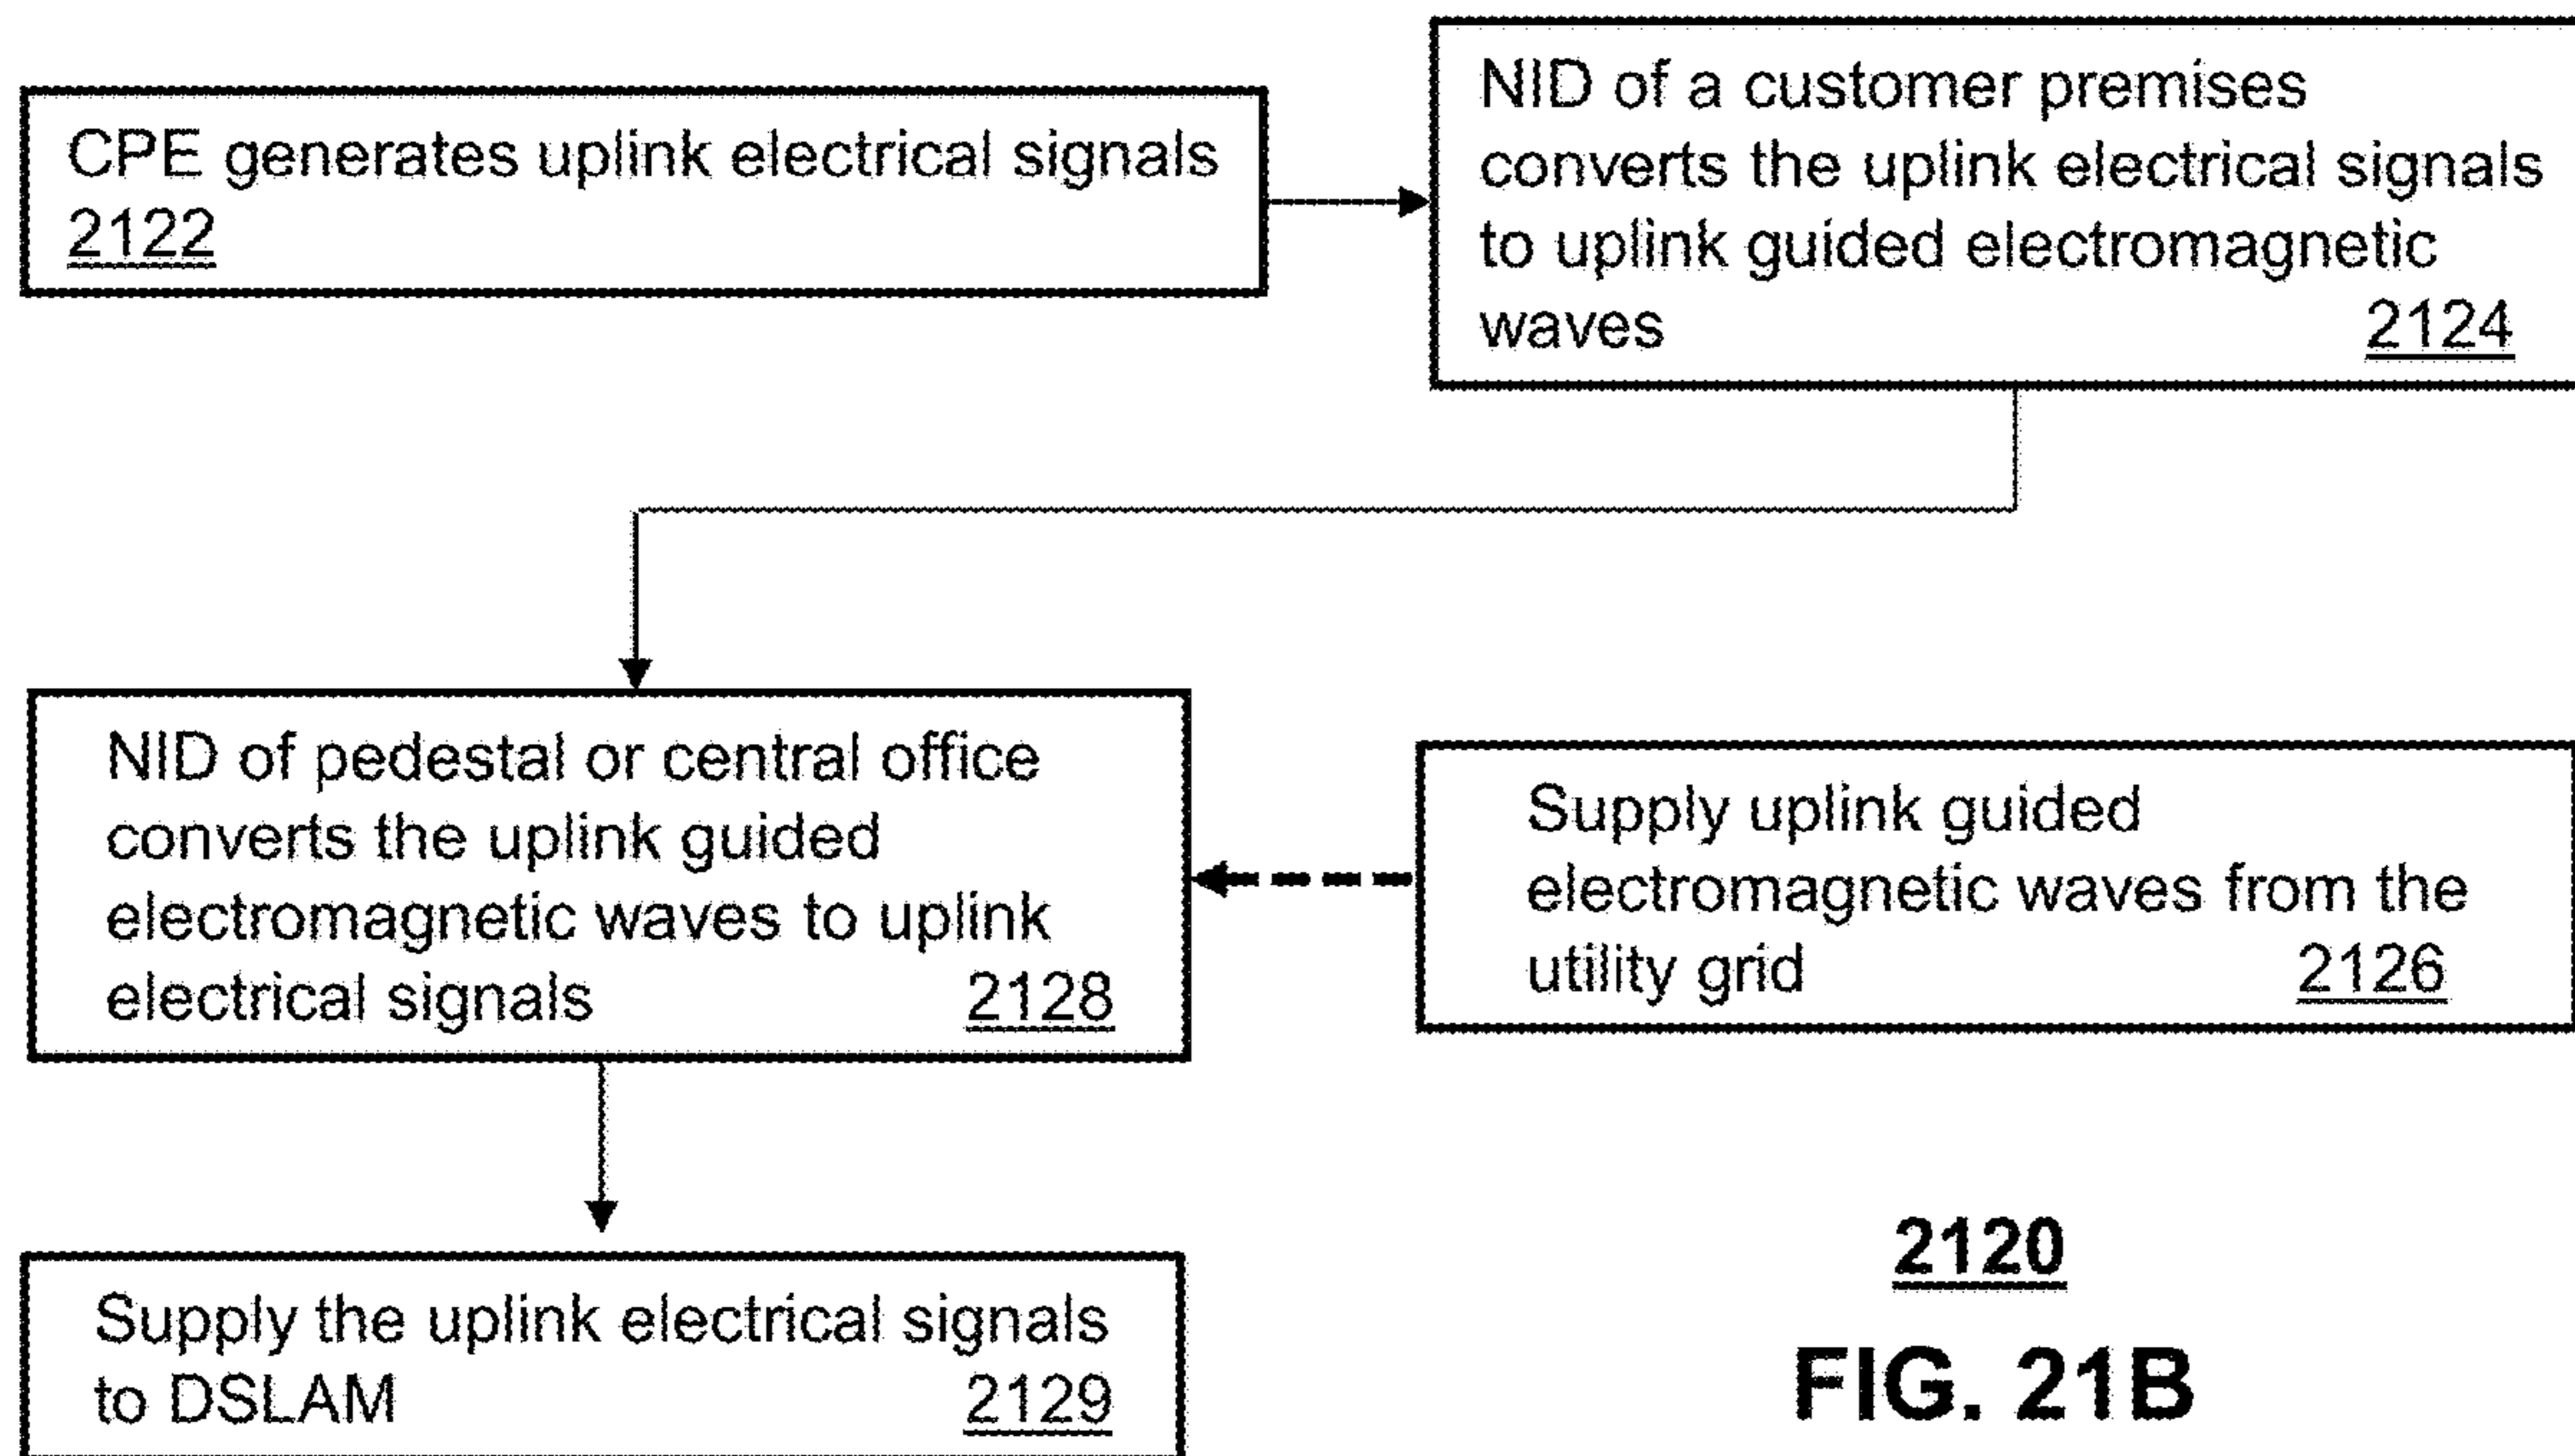 CPE generates uplink electrical signals
2122
NID of a customer premises
converts the uplink electrical signals
to uplink guided electromagnetic
waves 2124
NID of pedestal or central office
converts the uplink guided
electromagnetic waves to uplink
electrical signals 2128
Supply uplink guided
electromagnetic waves from the
utility grid 2126
Supply the uplink electrical signals
to DSLAM 2129
2120
FIG. 21B